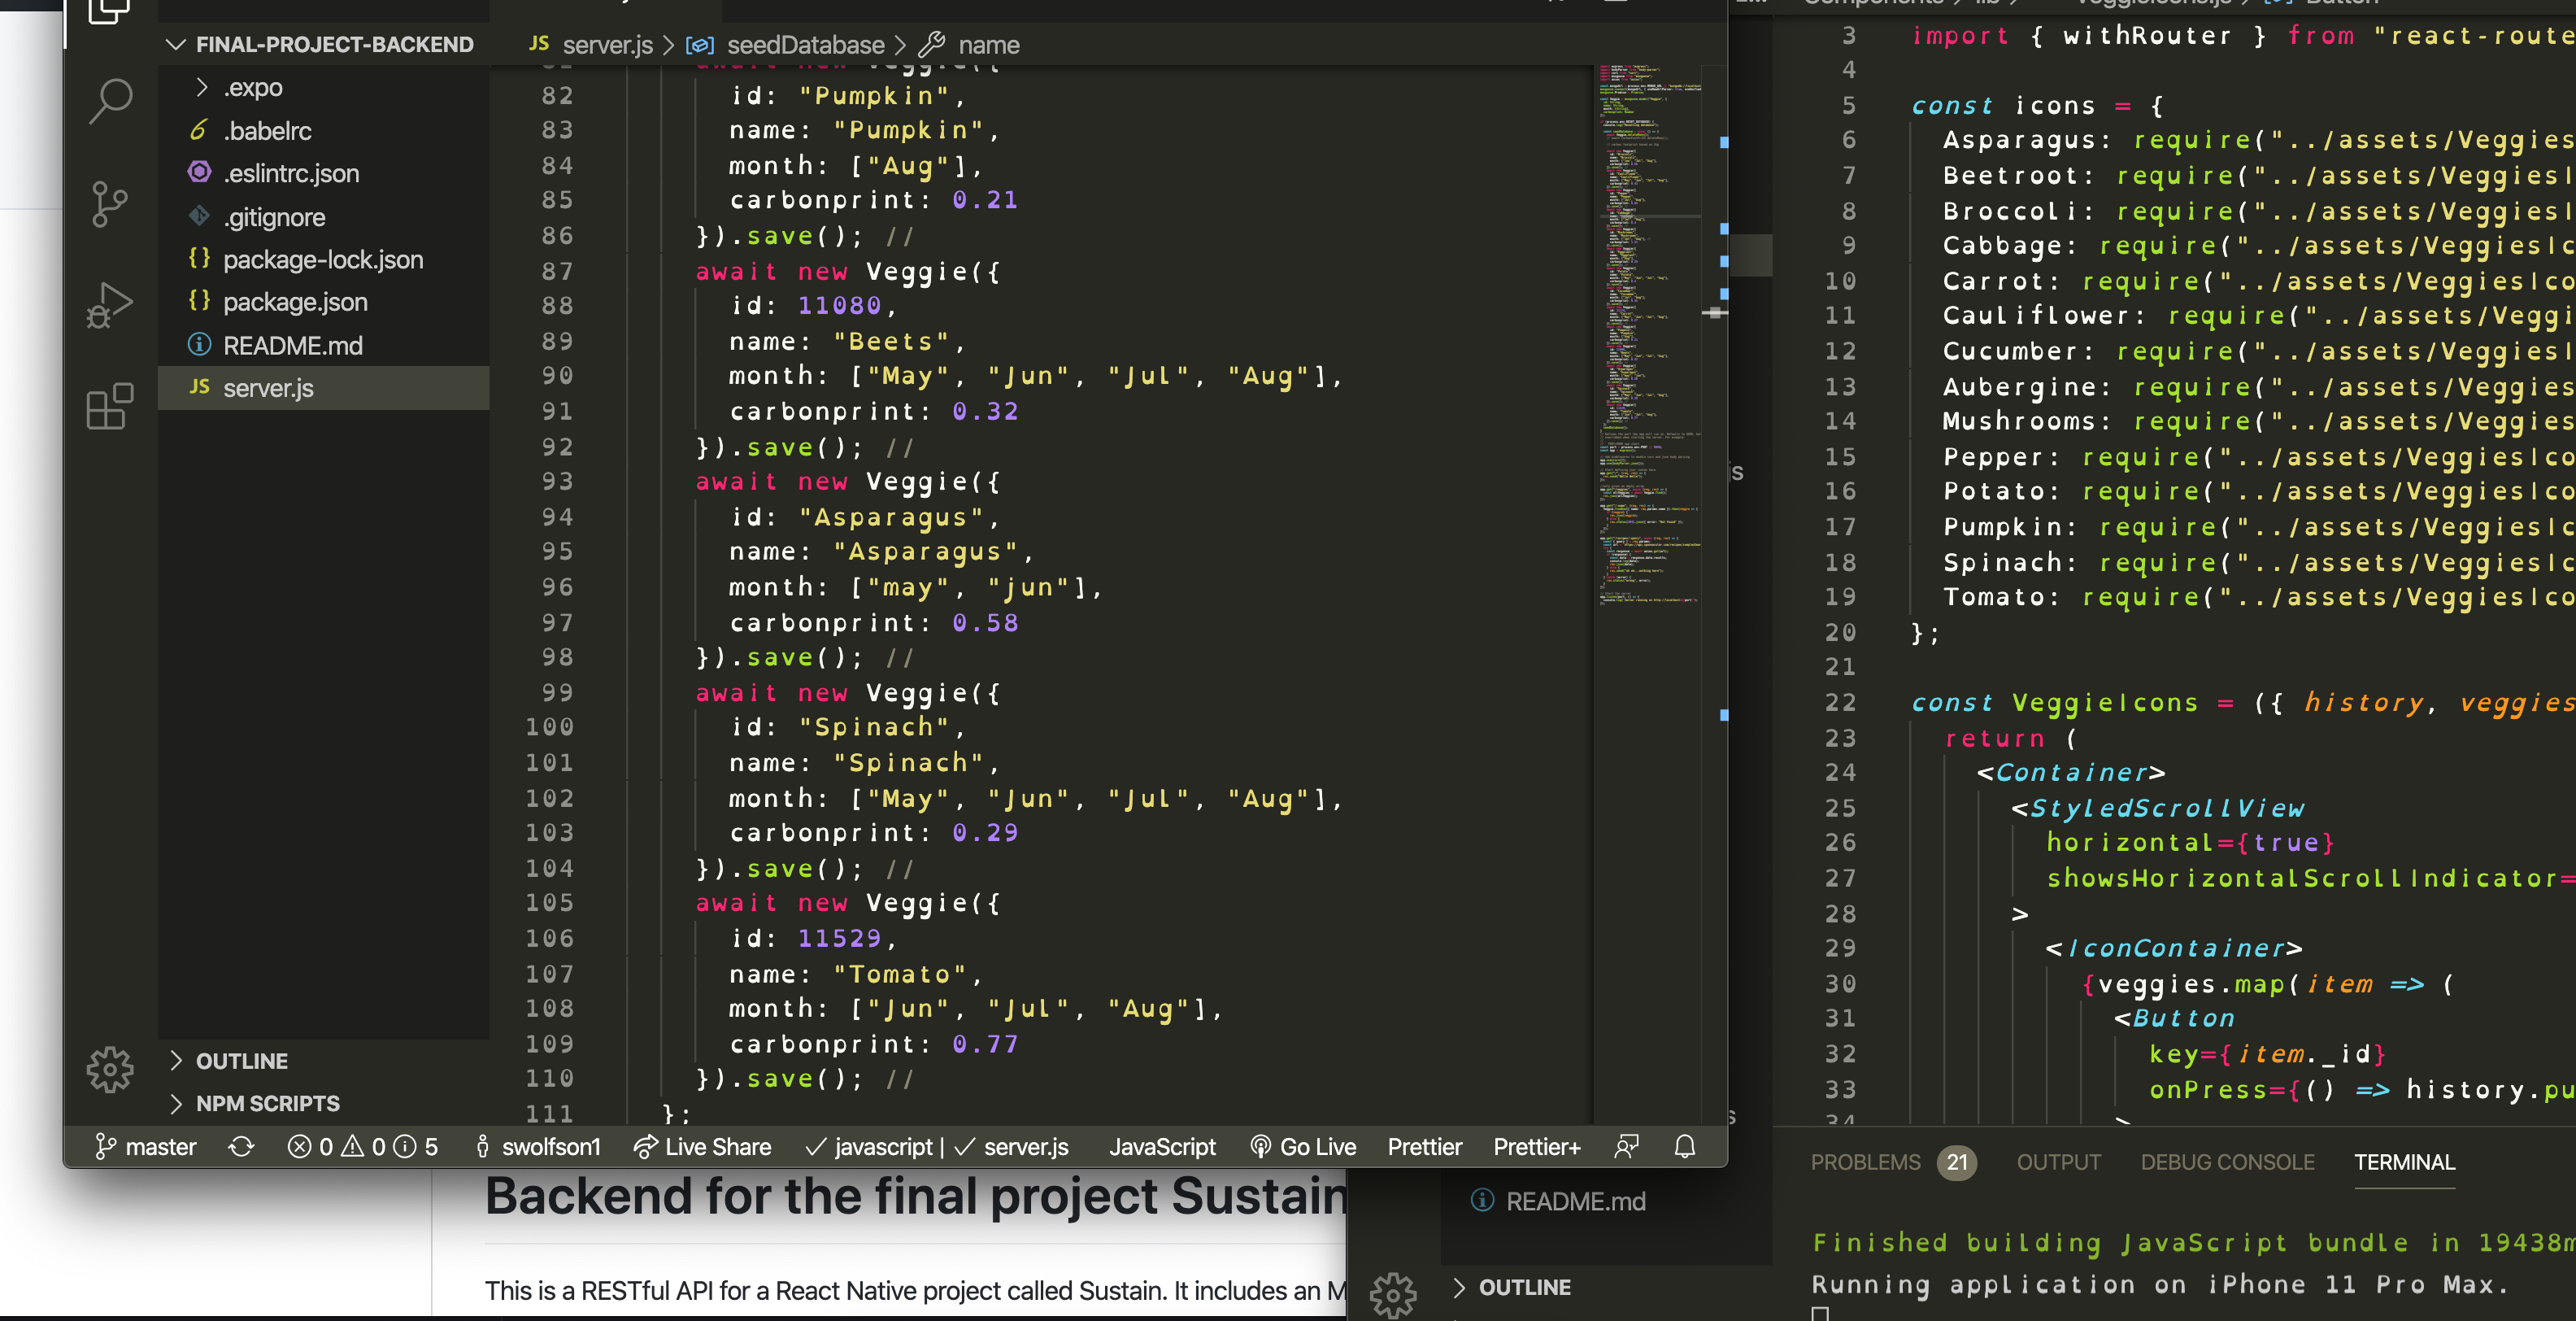 FINAL-PROJECT-BACKEND
.expo
.babelrc
.eslintrc.json
.gitignore
package-lock.json
package.json
README.md
JS server.js
OUTLINE
NPM SCRIPTS
JS server.js > seedDatabase > name
await new Veggie({
82 id: "Pumpkin",
83 name: "Pumpkin",
84 month: ["Aug"],
85 carbonprint: 0.21
86 }).save(); //
87 await new Veggie({
88 id: 11080,
89 name: "Beets",
90 month: ["May", "Jun", "Jul", "Aug"],
91 carbonprint: 0.32
92 }).save(); //
93 await new Veggie({
94 id: "Asparagus",
95 name: "Asparagus",
96 month: ["may", "jun"],
97 carbonprint: 0.58
98 }).save(); //
99 await new Veggie({
100 id: "Spinach",
101 name: "Spinach",
102 month: ["May", "Jun", "Jul", "Aug"],
103 carbonprint: 0.29
104 }).save(); //
105 await new Veggie({
106 id: 11529,
107 name: "Tomato",
108 month: ["Jun", "Jul", "Aug"],
109 carbonprint: 0.77
110 }).save(); //
111 };
master 0 0 5 swolfson1 Live Share javascript | server.js JavaScript Go Live Prettier Prettier+
Backend for the final project Sustain
This is a RESTful API for a React Native project called Sustain. It includes an M
README.md
OUTLINE
3 import { withRouter } from "react-route
4
5 const icons = {
6 Asparagus: require("../assets/Veggies
7 Beetroot: require("../assets/VeggiesI
8 Broccoli: require("../assets/VeggiesI
9 Cabbage: require("../assets/VeggiesIc
10 Carrot: require("../assets/VeggiesIco
11 Cauliflower: require("../assets/Veggi
12 Cucumber: require("../assets/VeggiesI
13 Aubergine: require("../assets/Veggies
14 Mushrooms: require("../assets/Veggies
15 Pepper: require("../assets/VeggiesIco
16 Potato: require("../assets/VeggiesIco
17 Pumpkin: require("../assets/VeggiesIc
18 Spinach: require("../assets/VeggiesIc
19 Tomato: require("../assets/VeggiesIco
20 };
21
22 const VeggieIcons = ({ history, veggies
23 return (
24 <Container>
25 <StyledScrollView
26 horizontal={true}
27 showsHorizontalScrollIndicator=
28 >
29 <IconContainer>
30 {veggies.map(item => (
31 <Button
32 key={item._id}
33 onPress={() => history.pu
34 >
PROBLEMS 21 OUTPUT DEBUG CONSOLE TERMINAL
Finished building JavaScript bundle in 19438m
Running application on iPhone 11 Pro Max.